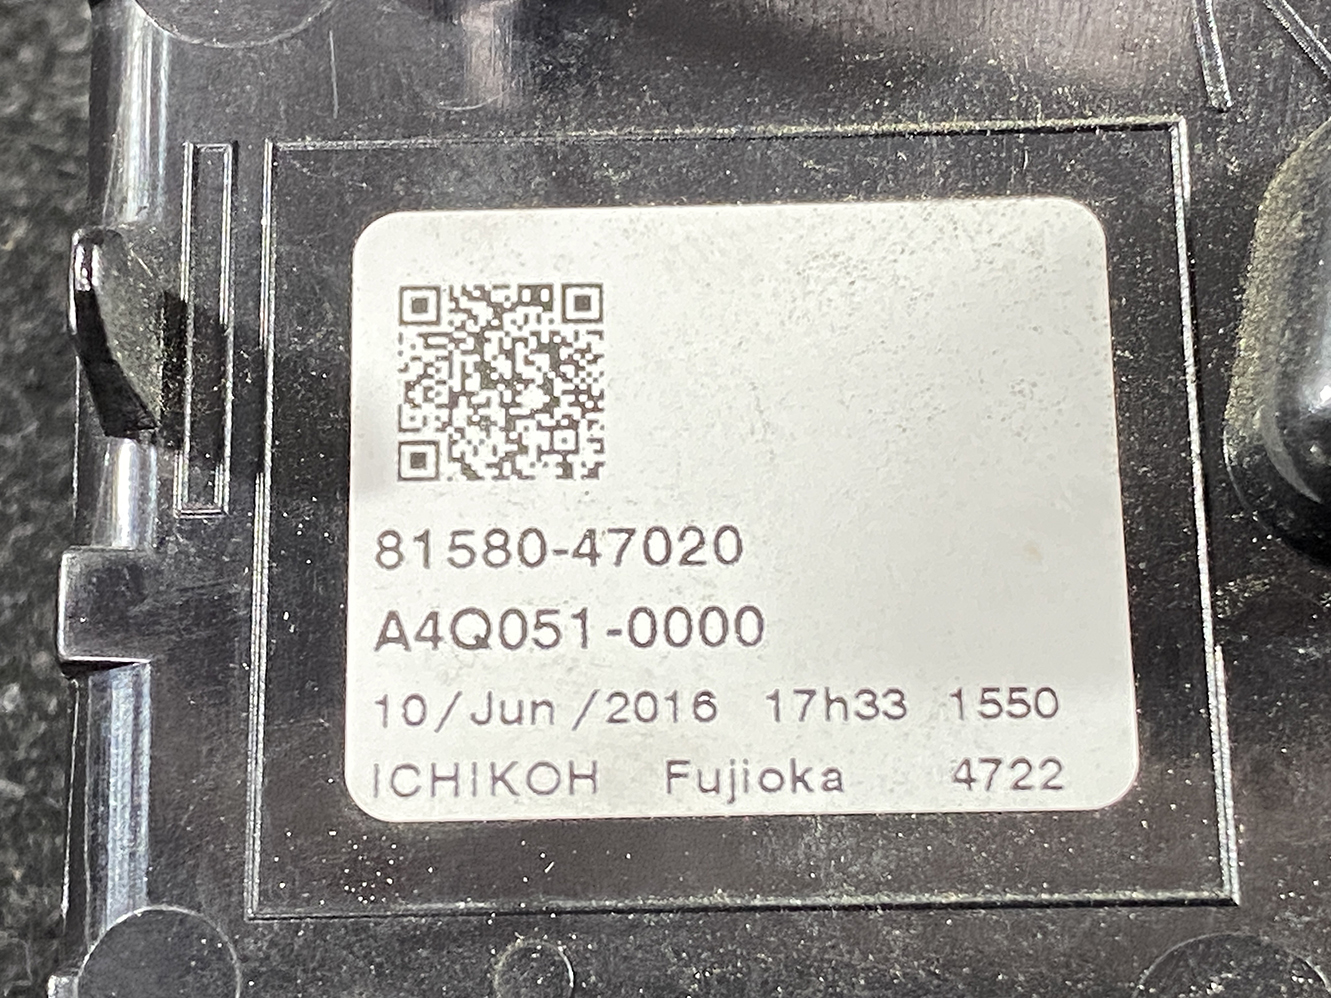 81580-47020
A4Q051-0000
10/Jun /2016 17h33 1550
ICHIKOH Fujioka 4722